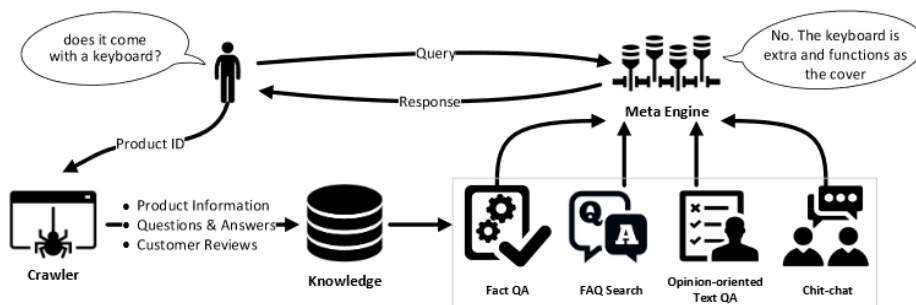 does it come
with a keyboard?
Query
No. The keyboard is
extra and functions as
the cover
Response
Meta Engine
Product ID
• Product Information
• Questions & Answers
• Customer Reviews
Q
A
Crawler
Knowledge
Fact QA
FAQ Search
Opinion-oriented
Text QA
Chit-chat